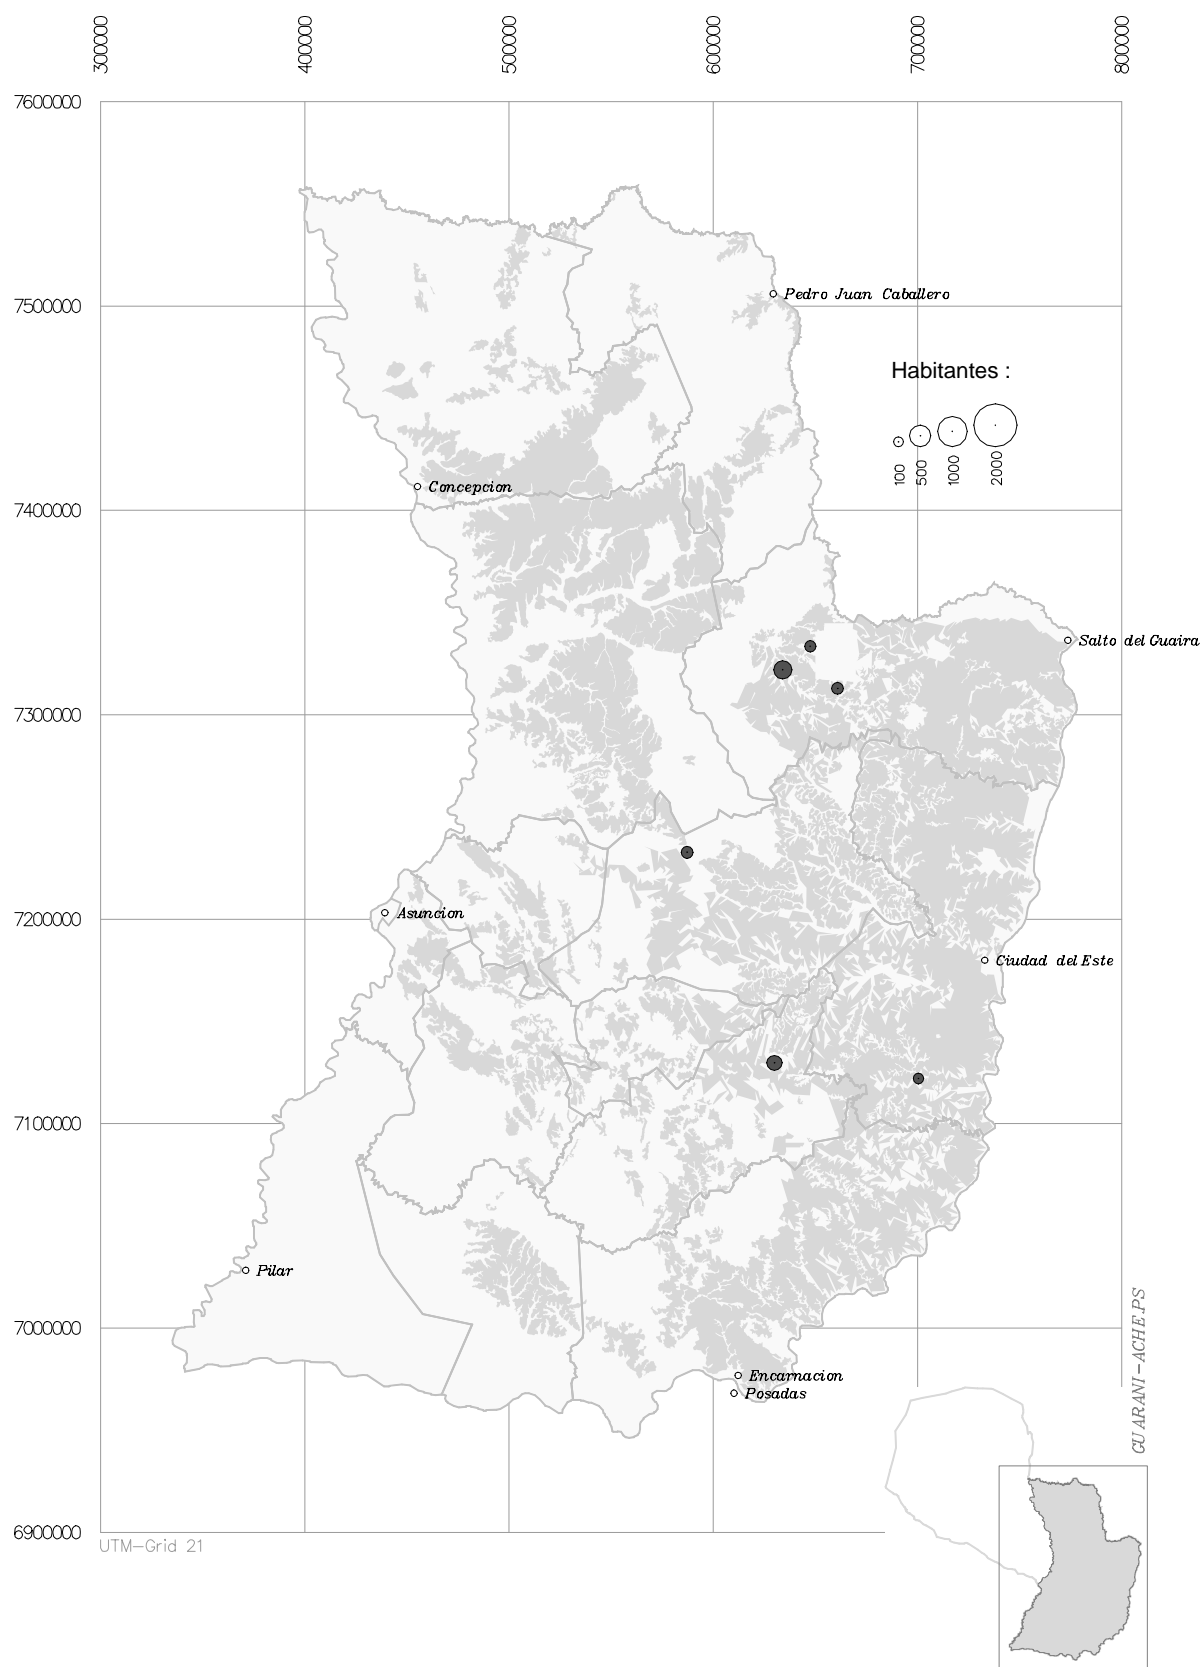 300000
400000
500000
600000
700000
800000
7600000
7500000
Pedro Juan Caballero
Habitantes :
100
500
1000
2000
Concepcion
7400000
Salto del Guaira
7300000
7200000
Asuncion
Ciudad del Este
7100000
Pilar
7000000
Encarnacion
Posadas
GUARANI-ACHE.PS
6900000
UTM-Grid 21